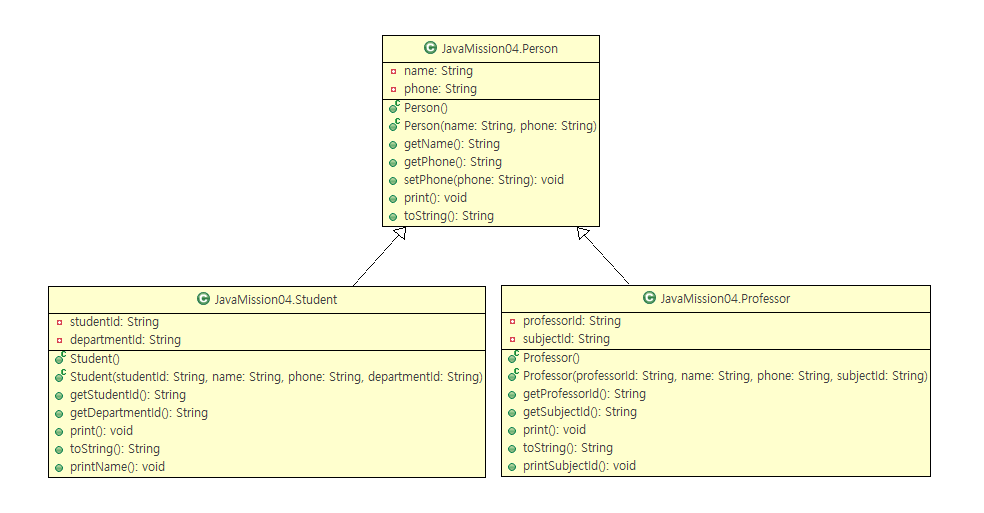 JavaMission04.Person
name: String
phone: String
Person()
Person(name: String, phone: String)
getName(): String
getPhone(): String
setPhone(phone: String): void
print(): void
toString(): String
JavaMission04.Student
studentId: String
departmentId: String
Student()
Student(studentId: String, name: String, phone: String, departmentId: String)
getStudentId(): String
getDepartmentId(): String
print(): void
toString(): String
printName(): void
JavaMission04.Professor
professorId: String
subjectId: String
Professor()
Professor(professorId: String, name: String, phone: String, subjectId: String)
getProfessorId(): String
getSubjectId(): String
print(): void
toString(): String
printSubjectId(): void